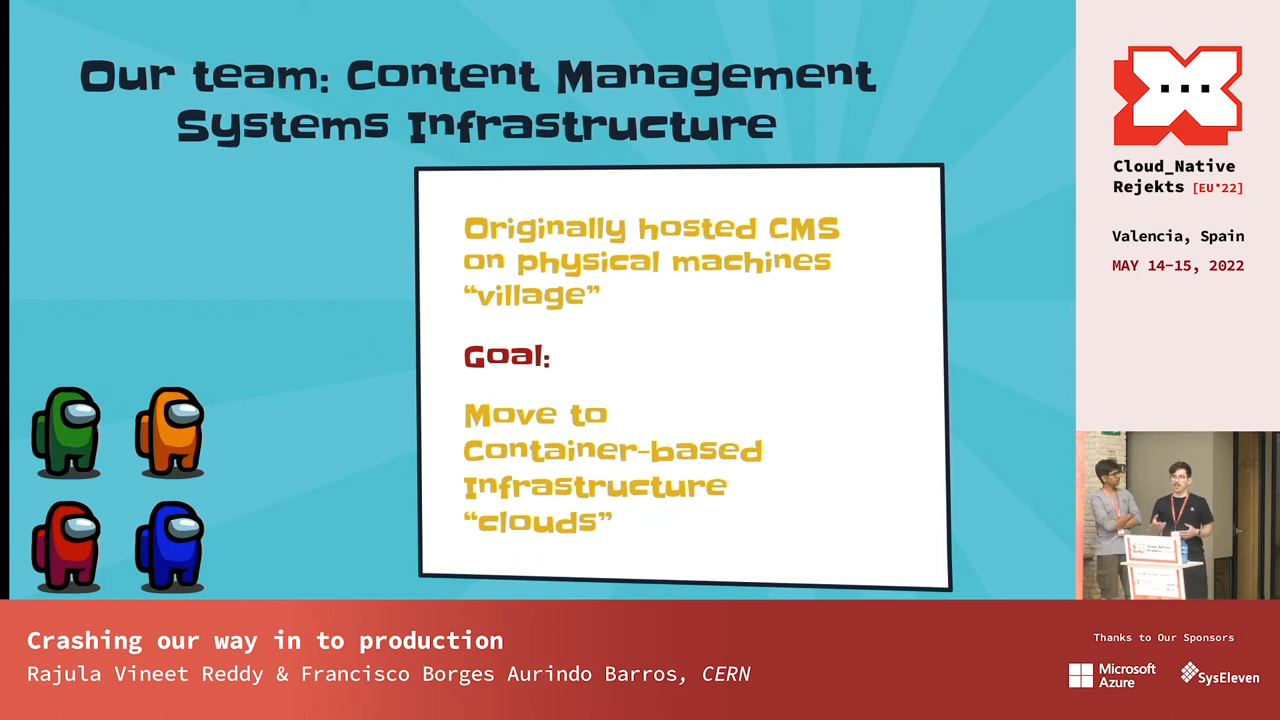 Our team: Content Management
Systems Infrastructure
Originally hosted CMS
on physical machines
“village”
Goal:
Move to
Container-based
Infrastructure
“clouds”
Cloud_Native
Rejekts [EU*22]
Valencia, Spain
MAY 14-15, 2022
Crashing our way in to production
Rajula Vineet Reddy & Francisco Borges Aurindo Barros, CERN
Thanks to Our Sponsors
Microsoft
Azure
SysEleven